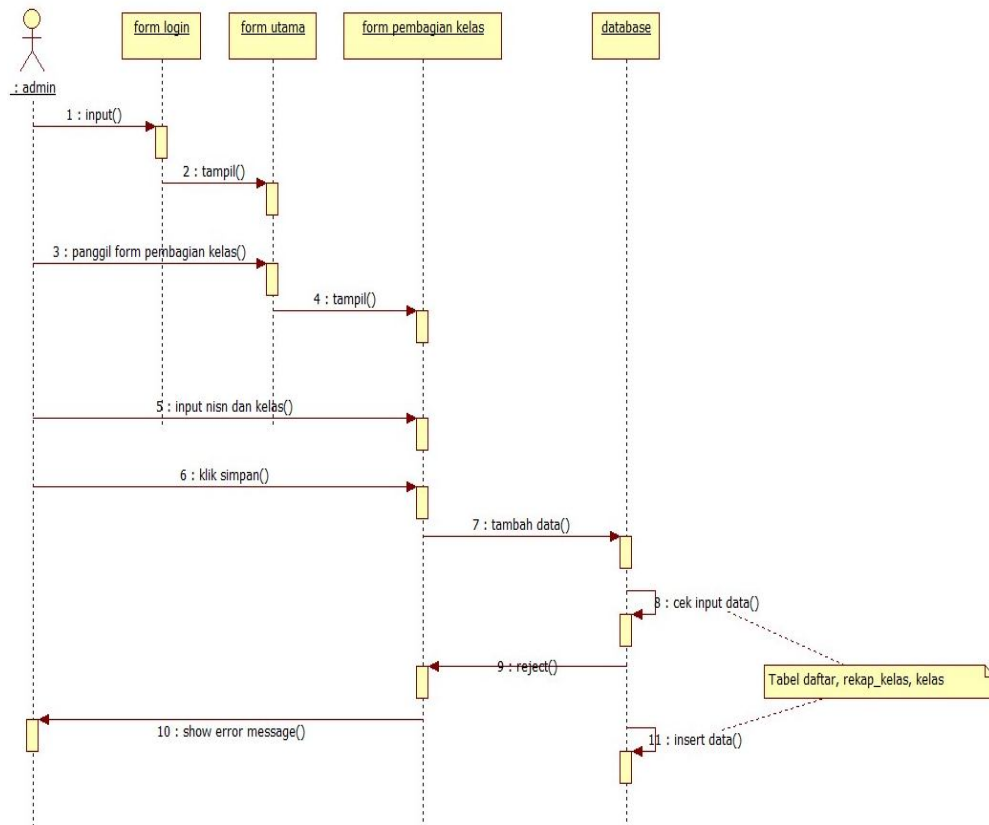 form login
form utama
form pembagian kelas
database
: admin
1 : input()
2 : tampil()
3 : panggil form pembagian kelas()
4 : tampil()
5 : input nisn dan kelas()
6 : klik simpan()
7 : tambah data()
8 : cek input data()
9 : reject()
Tabel daftar, rekap_kelas, kelas
10 : show error message()
11 : insert data()